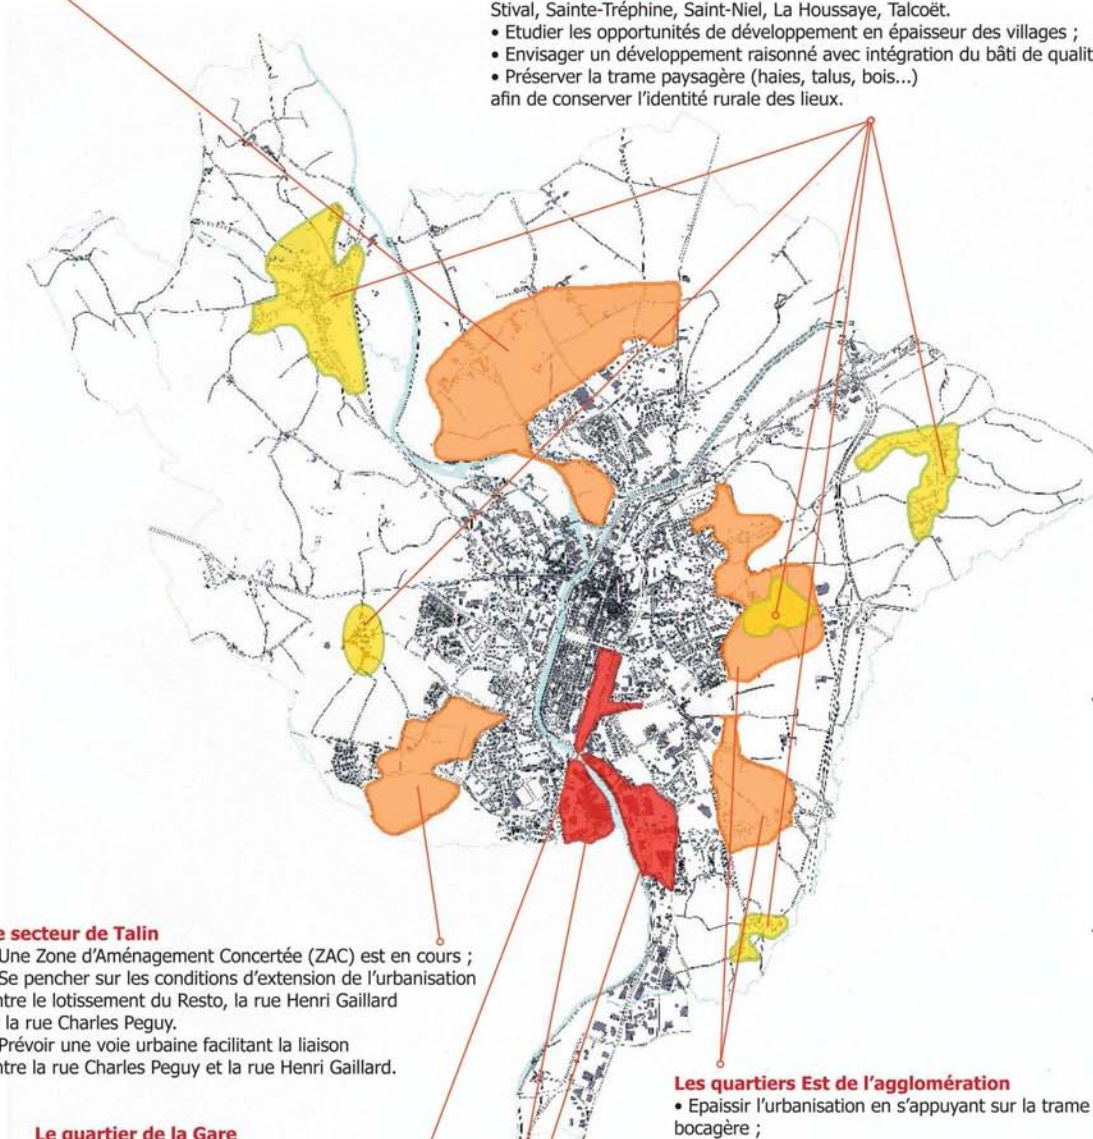 Stival, Sainte-Tréphine, Saint-Niel, La Houssaye, Talcoët.
• Etudier les opportunités de développement en épaisseur des villages ;
• Envisager un développement raisonné avec intégration du bâti de qualit
• Préserver la trame paysagère (haies, talus, bois...)
afin de conserver l'identité rurale des lieux.
e secteur de Talin
Une Zone d'Aménagement Concertée (ZAC) est en cours ;
Se pencher sur les conditions d'extension de l'urbanisation
ntre le lotissement du Resto, la rue Henri Gaillard
la rue Charles Peguy.
Prévoir une voie urbaine facilitant la liaison
ntre la rue Charles Peguy et la rue Henri Gaillard.
Les quartiers Est de l'agglomération
• Epaissir l'urbanisation en s'appuyant sur la trame
bocagère ;
Le quartier de la Gare